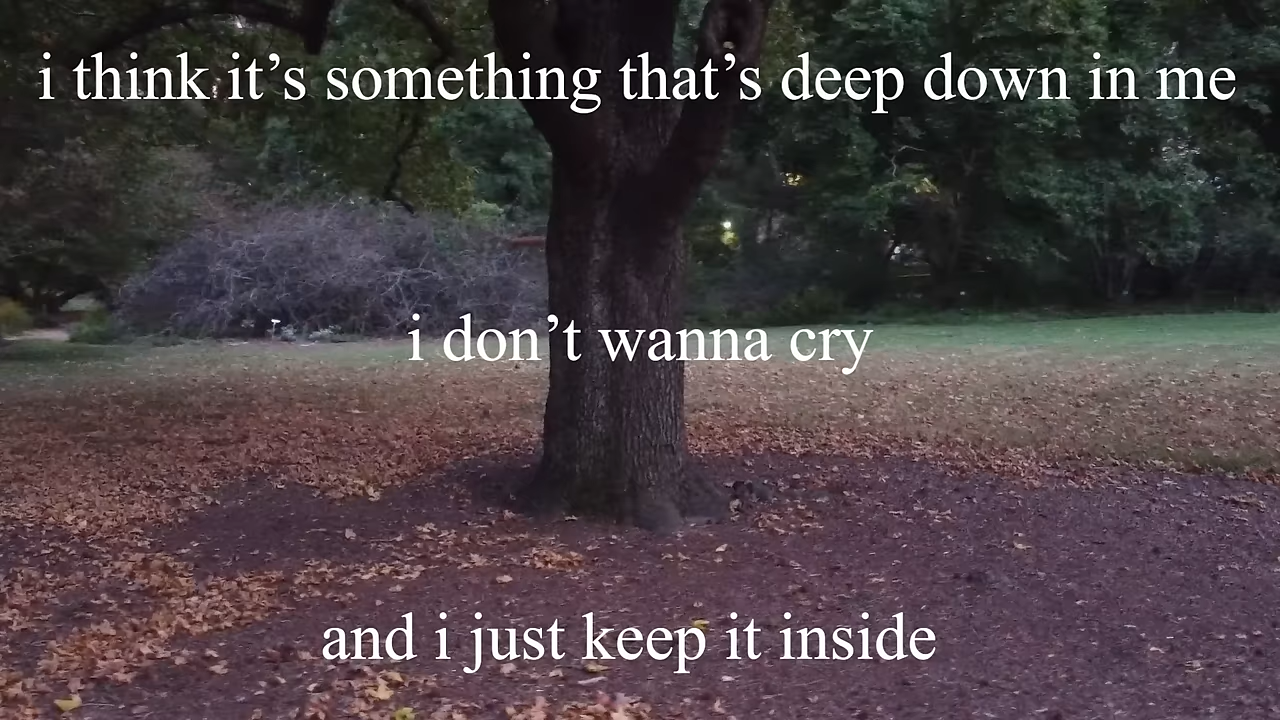 i think it’s something that’s deep down in me
i don’t wanna cry
and i just keep it inside